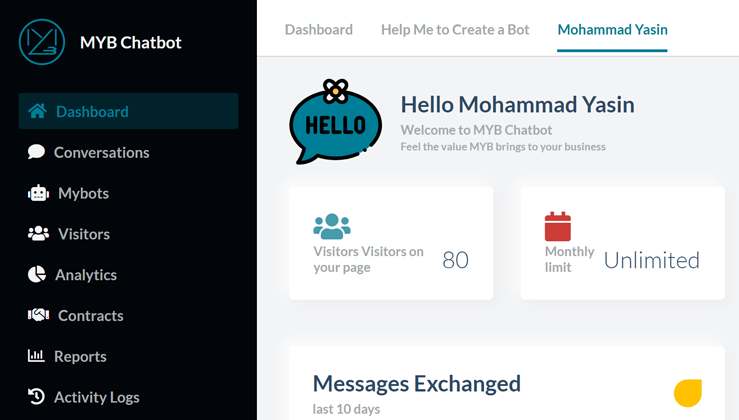 MYB Chatbot
Dashboard
Conversations
Mybots
Visitors
Analytics
Contracts
Reports
Activity Logs
Dashboard
Help Me to Create a Bot
Mohammad Yasin
HELLO
Hello Mohammad Yasin
Welcome to MYB Chatbot
Feel the value MYB brings to your business
Visitors Visitors on
your page
80
Monthly
limit
Unlimited
Messages Exchanged
last 10 days